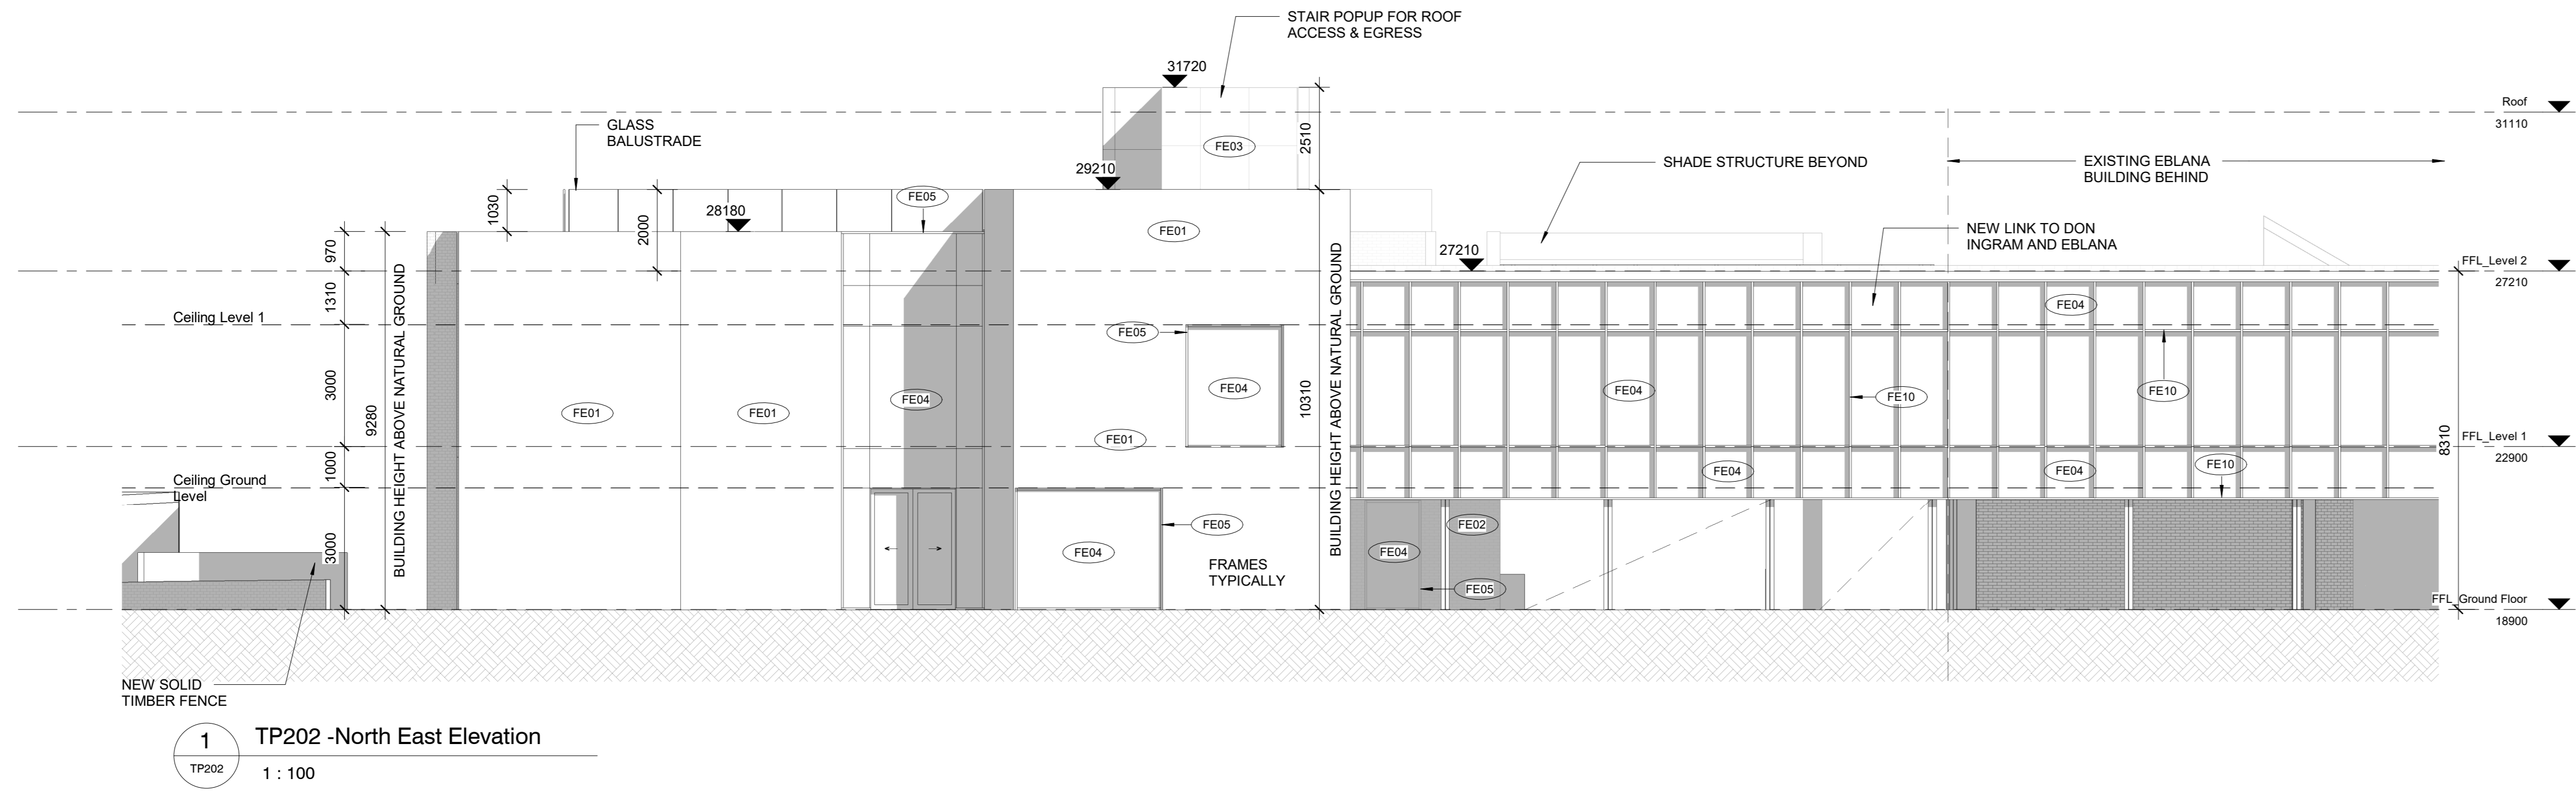 STAIR POPUP FOR ROOF
ACCESS & EGRESS
31720
Roof
31110
GLASS
BALUSTRADE
2510
FE03
SHADE STRUCTURE BEYOND
EXISTING EBLANA
BUILDING BEHIND
29210
1030
FE05
28180
2000
FE01
NEW LINK TO DON
INGRAM AND EBLANA
970
27210
FFL_Level 2
27210
1310
Ceiling Level 1
FE04
FE05
3000
9280
BUILDING HEIGHT ABOVE NATURAL GROUND
FE01
FE01
FE04
FE04
10310
BUILDING HEIGHT ABOVE NATURAL GROUND
FE04
FE10
FE10
FE01
8310
FFL_Level 1
22900
1000
Ceiling Ground
Level
FE04
FE04
FE10
3000
FE04
FE05
FRAMES
TYPICALLY
FE02
FE04
FE05
FFL_Ground Floor
18900
NEW SOLID
TIMBER FENCE
1
TP202
TP202 -North East Elevation
1 : 100